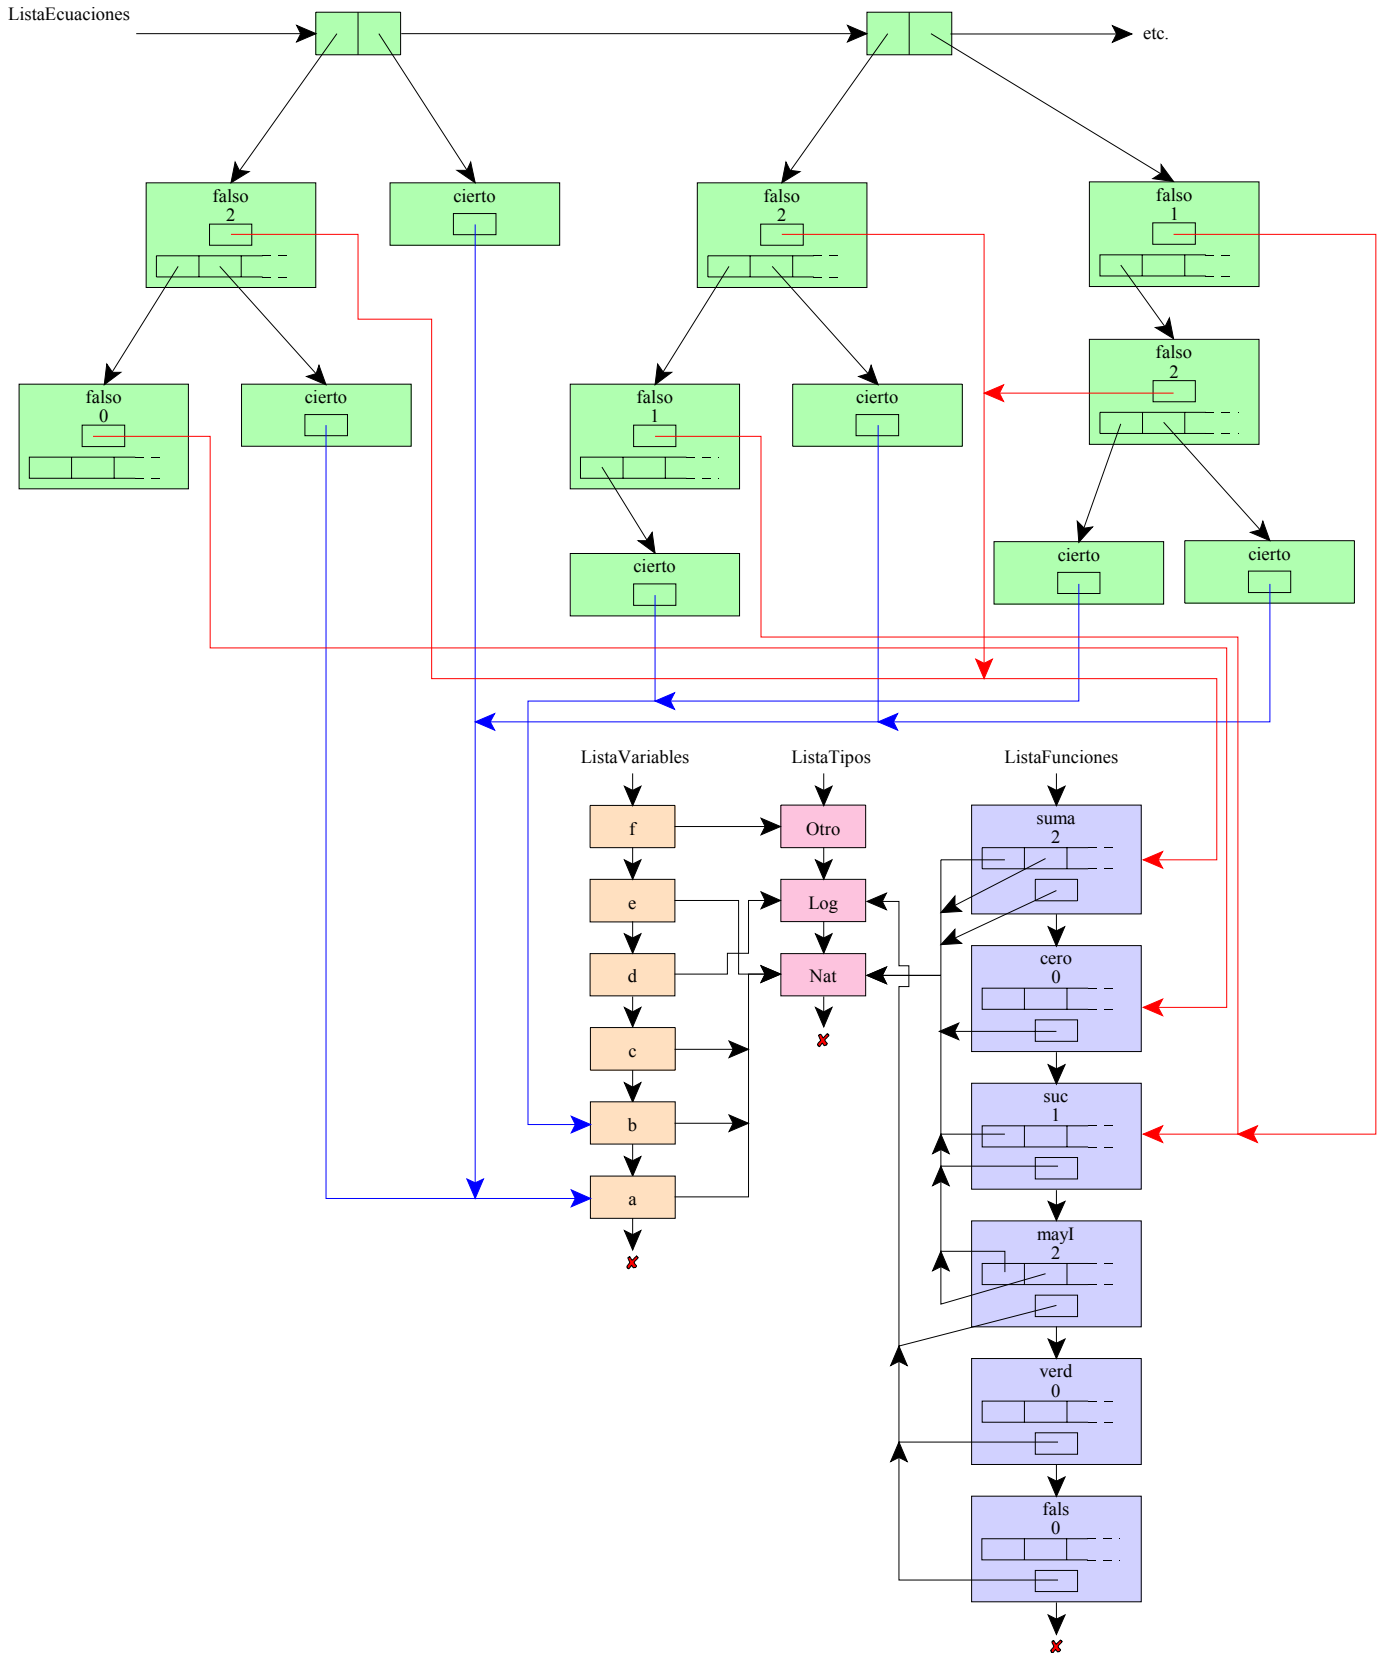 ListaEcuaciones
etc.
falso
2
cierto
falso
2
falso
1
falso
2
falso
0
cierto
falso
1
cierto
cierto
cierto
cierto
ListaVariables
ListaTipos
ListaFunciones
f
Otro
suma
2
e
Log
d
Nat
cero
0
c
suc
1
b
a
mayI
2
verd
0
fals
0